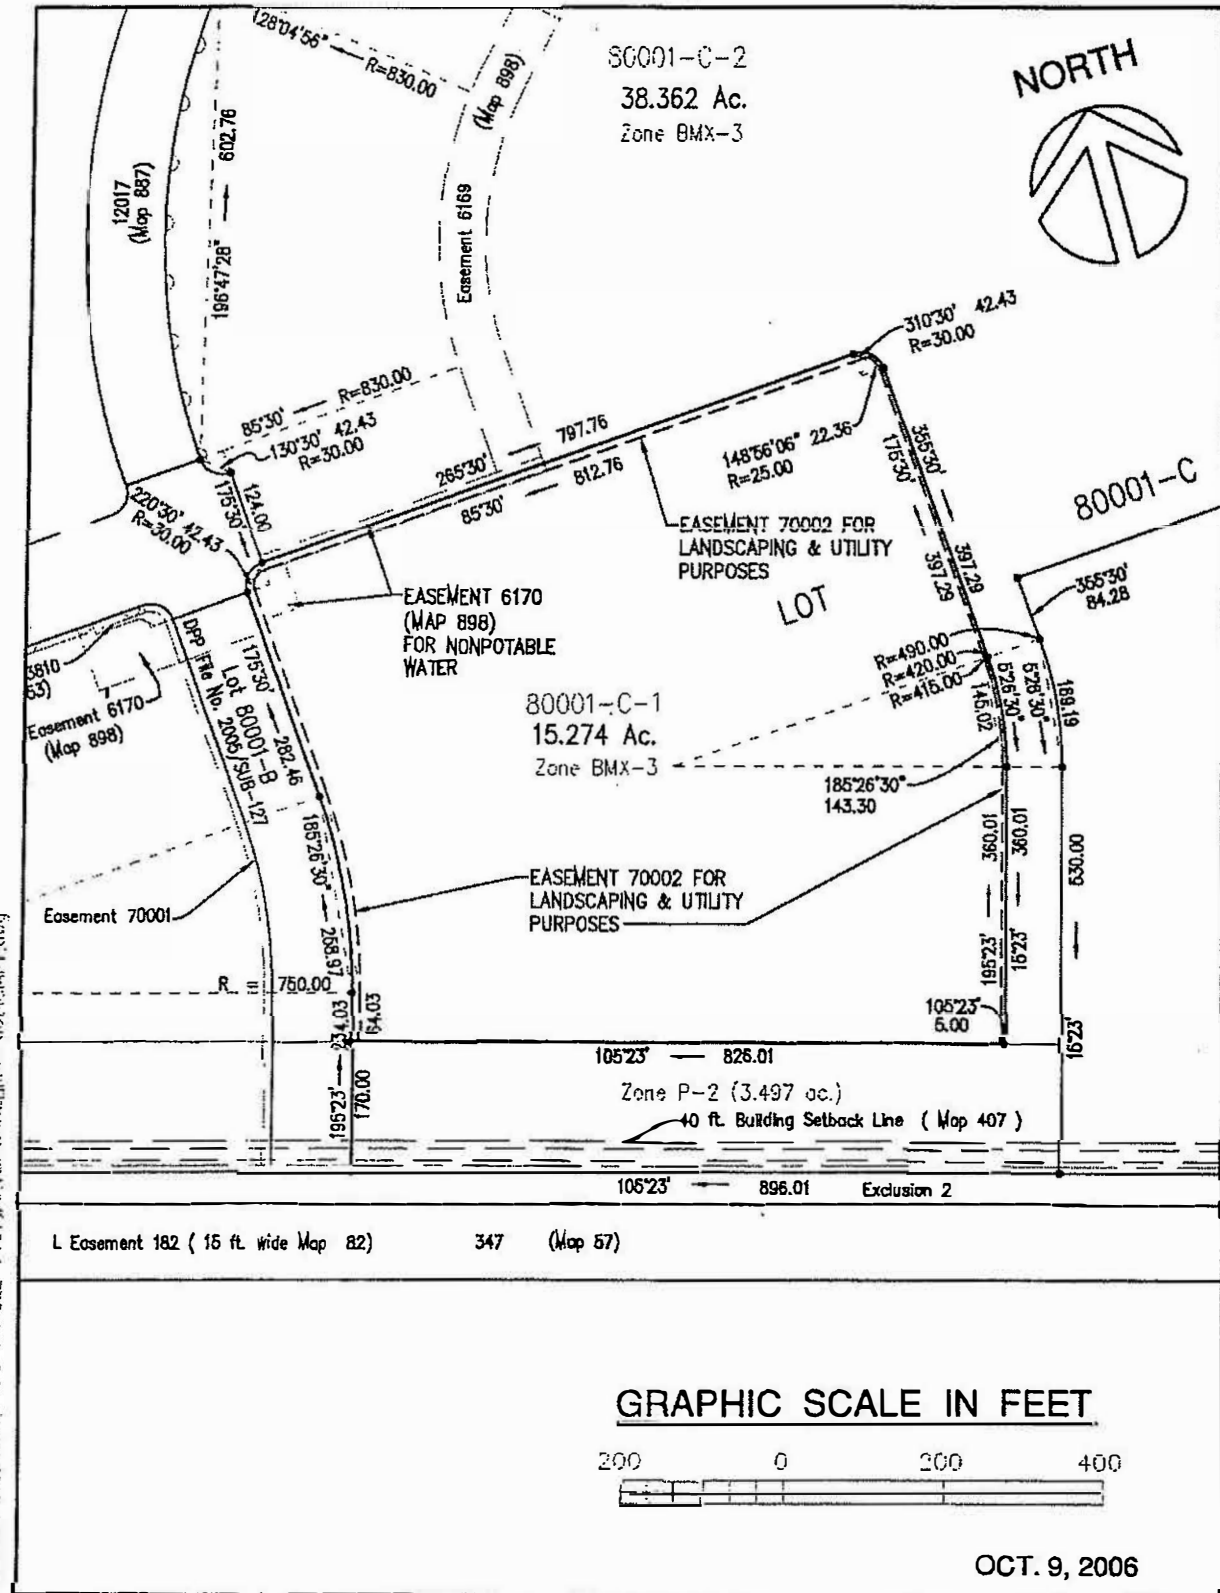 128°04'56"
R=830.00
(Map 898)
80001-C-2
38.362 Ac.
Zone BMX-3
NORTH
12017
(Map 887)
602.76
196°47'28"
Easement 6169
310°30' 42.43
R=30.00
85°30'
R=830.00
130°30' 42.43
R=30.00
797.76
265°30'
812.76
85°30'
148°56'06" 22.36
R=25.00
355°30'
175°30'
397.29
397.29
80001-C
220°30' 42.43
R=30.00
175°30'
124.00
EASEMENT 70002 FOR
LANDSCAPING & UTILITY
PURPOSES
EASEMENT 6170
(MAP 898)
FOR NONPOTABLE
WATER
LOT
355°30'
84.28
R=490.00
R=420.00
R=415.00
3810
53)
Easement 6170
(Map 898)
DPP File No. 2006/SUB-127
Lot 80001-B
175°30'
282.46
80001-C-1
15.274 Ac.
Zone BMX-3
145.02
5°26'30"
5°26'30"
169.19
185°26'30"
143.30
185°26'30"
268.97
EASEMENT 70002 FOR
LANDSCAPING & UTILITY
PURPOSES
Easement 70001
360.01
360.01
530.00
195°23'
15°23'
R = 750.00
234.03
64.03
105°23'
5.00
15°23'
105°23' 826.01
Zone P-2 (3.497 ac.)
195°23'
170.00
40 ft. Building Setback Line ( Map 407 )
105°23' 896.01 Exclusion 2
L Easement 182 ( 15 ft. wide Map 82) 347 (Map 57)
GRAPHIC SCALE IN FEET
200 0 200 400
OCT. 9, 2006